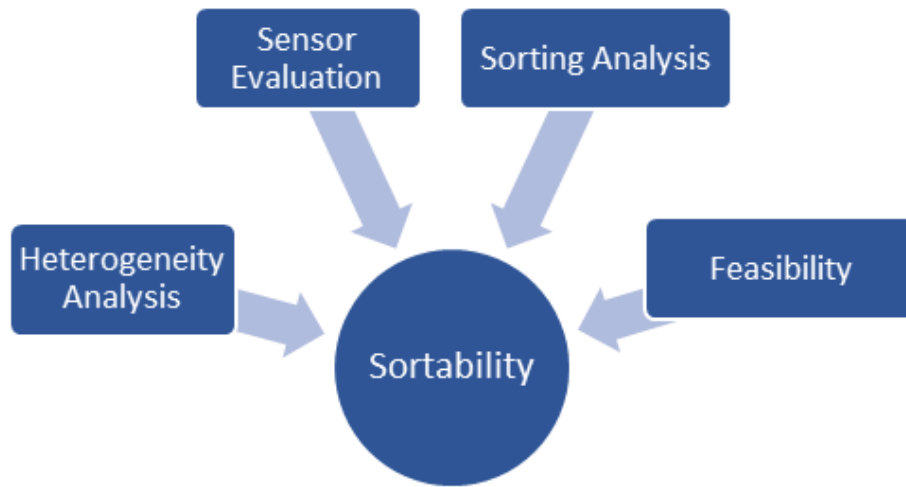 Sensor
Evaluation
Sorting Analysis
Heterogeneity
Analysis
Feasibility
Sortability